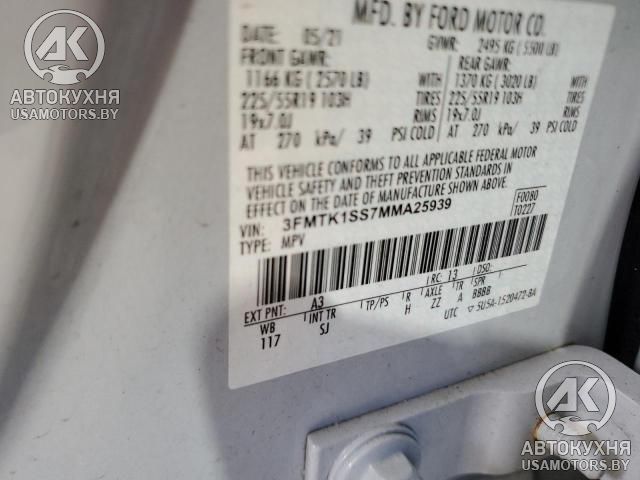 MFD. BY FORD MOTOR CO.
DATE: 05/21 GVWR: 2495 KG ( 5500 LB)
FRONT GAWR: REAR GAWR:
1166 KG ( 2570 LB) WITH 1370 KG ( 3020 LB) WITH
225/55R19 103H TIRES 225/55R19 103H TIRES
19x7.0J RIMS 19x7.0J RIMS
AT 270 kPa/ 39 PSI COLD AT 270 kPa/ 39 PSI COLD
THIS VEHICLE CONFORMS TO ALL APPLICABLE FEDERAL MOTOR
VEHICLE SAFETY AND THEFT PREVENTION STANDARDS IN
EFFECT ON THE DATE OF MANUFACTURE SHOWN ABOVE.
VIN: 3FMTK1SS7MMA25939 F0080
TYPE: MPV T0227
EXT PNT: A3 RC: 13 DSO:
WB INT TR TP/PS R AXLE TR SPR
117 SJ H ZZ A BBBB
UTC ▽ 5U5A-1520472-BA
АК
АВТОКУХНЯ
USAMOTORS.BY
АК
АВТОКУХНЯ
USAMOTORS.BY